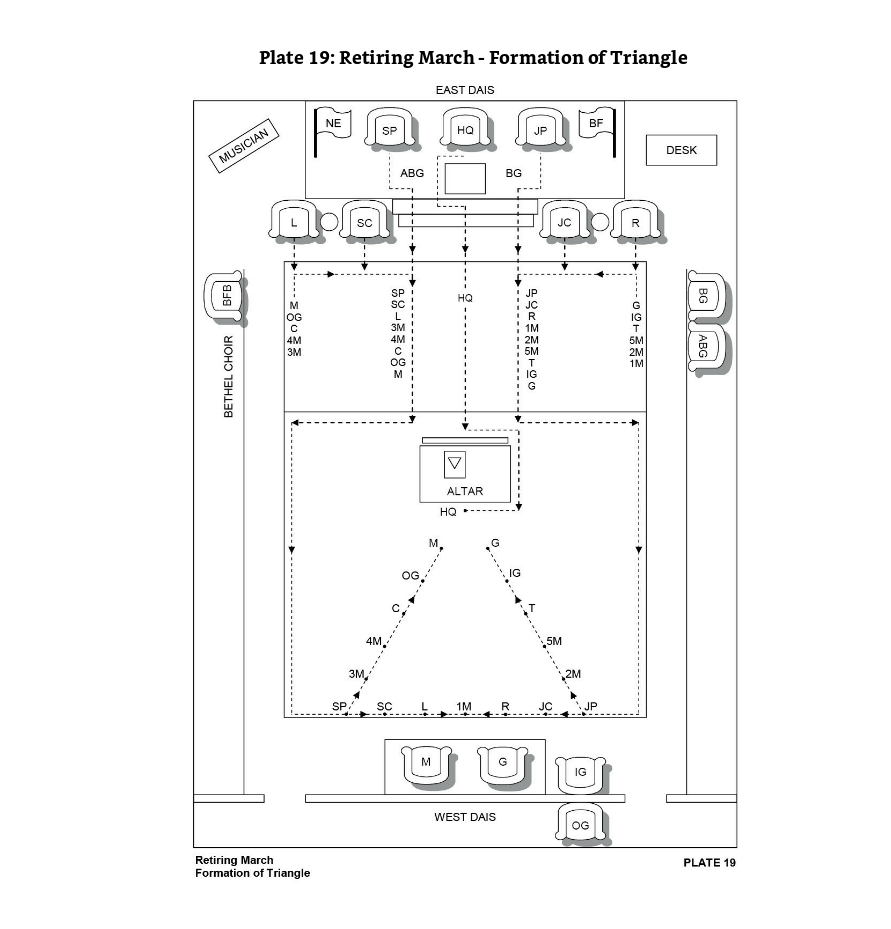 Plate 19: Retiring March - Formation of Triangle
EAST DAIS
MUSICIAN
NE
SP
HQ
JP
BF
DESK
ABG
BG
L
SC
JC
R
BFB
BETHEL CHOIR
BG
ABG
M
OG
C
4M
3M
SP
SC
L
3M
4M
C
OG
M
HQ
JP
JC
R
1M
2M
5M
T
IG
G
G
IG
T
5M
2M
1M
ALTAR
HQ
M
G
OG
IG
C
T
4M
5M
3M
2M
SP SC L 1M R JC JP
M
G
IG
WEST DAIS
OG
Retiring March
Formation of Triangle
PLATE 19